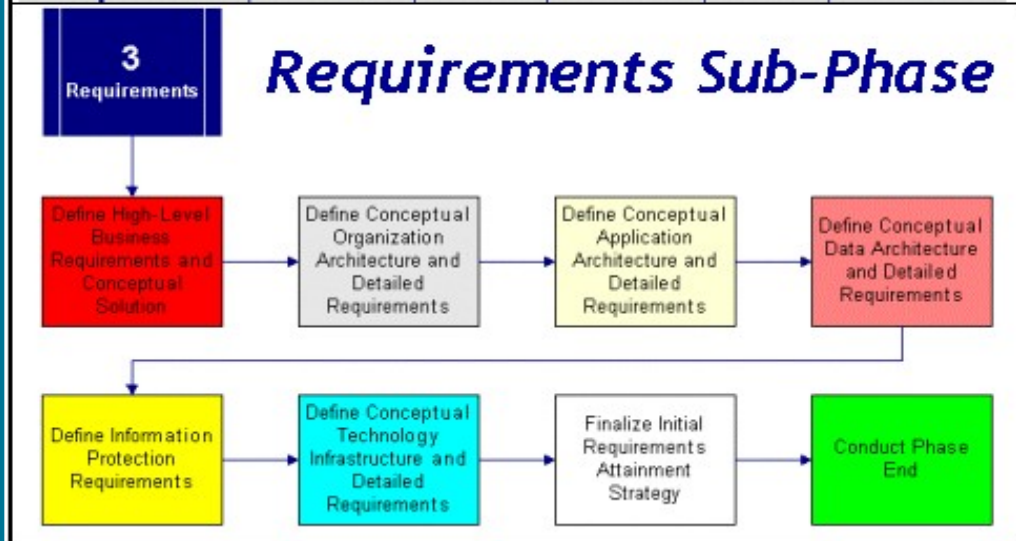 3
Requirements
Requirements Sub-Phase
Define High-Level
Business
Requirements and
Conceptual
Solution
Define Conceptual
Organization
Architecture and
Detailed
Requirements
Define Conceptual
Application
Architecture and
Detailed
Requirements
Define Conceptual
Data Architecture
and Detailed
Requirements
Define Information
Protection
Requirements
Define Conceptual
Technology
Infrastructure and
Detailed
Requirements
Finalize Initial
Requirements
Attainment
Strategy
Conduct Phase
End